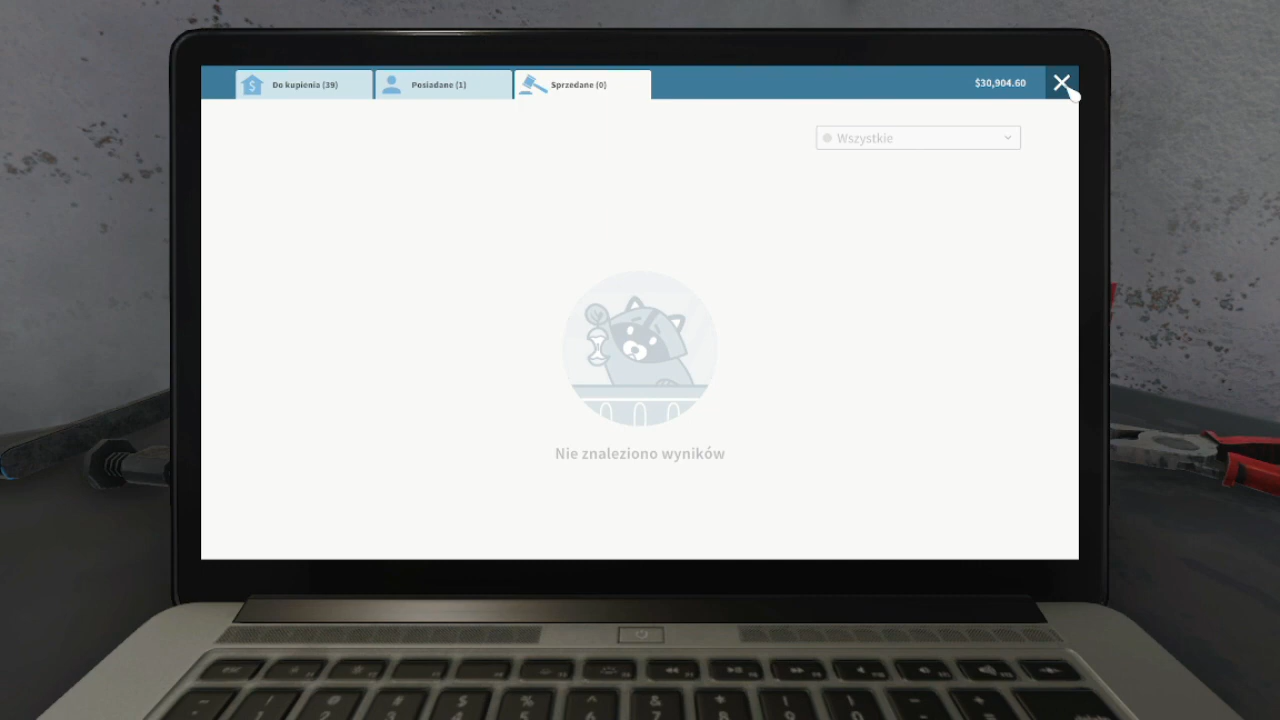 Do kupienia (39)
Posiadane (1)
Sprzedane (0)
$30,904.60
Wszystkie
Nie znaleziono wyników